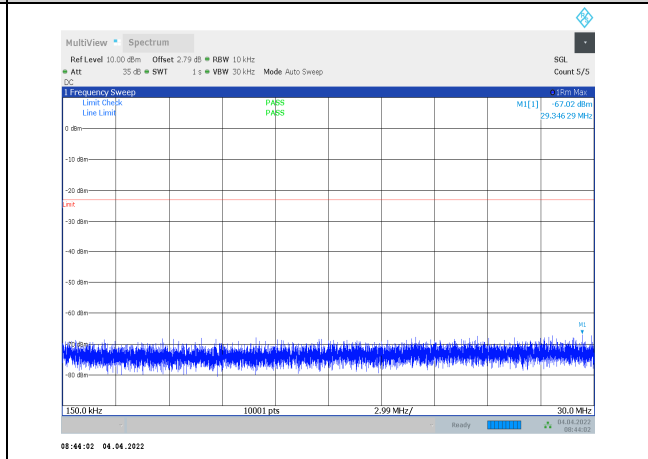 MultiView Spectrum
Ref Level 10.00 dBm Offset 2.79 dB RBW 10 kHz SGL
Att 35 dB SWT 1 s VBW 30 kHz Mode Auto Sweep Count 5/5
DC
1 Frequency Sweep 1Rm Max
Limit Check PASS M1[1] -67.02 dBm
Line Limit PASS 29.346 29 MHz
0 dBm
-10 dBm
-20 dBm
Limit
-30 dBm
-40 dBm
-50 dBm
-60 dBm
M1
-80 dBm
150.0 kHz 10001 pts 2.99 MHz/ 30.0 MHz
Ready 04.04.2022
08:44:02
08:44:02 04.04.2022